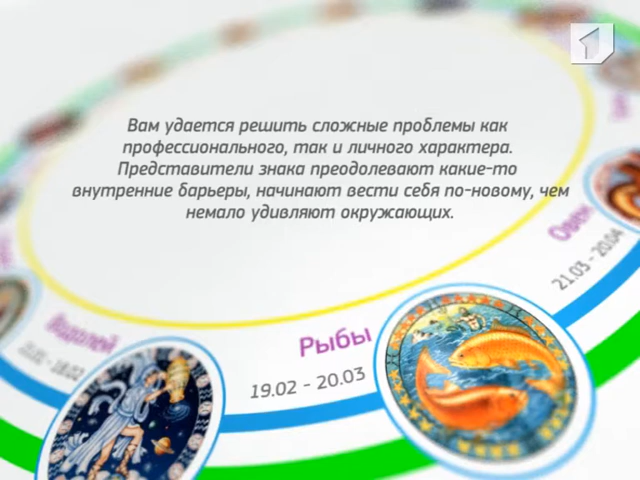 Вам удается решить сложные проблемы как
профессионального, так и личного характера.
Представители знака преодолевают какие-то
внутренние барьеры, начинают вести себя по-новому, чем
немало удивляют окружающих.
Овен
21.03 - 20.04
Водолей
Рыбы
19.02 - 20.03